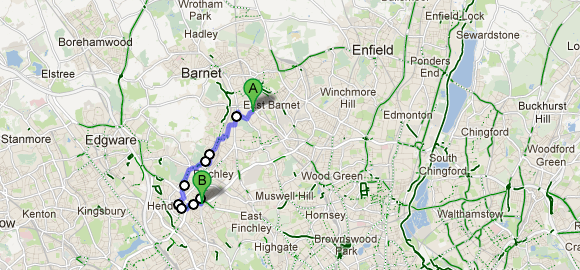 Wrotham
Park
Enfield Lock
Borehamwood
Hadley
Sewardstone
Enfield
Elstree
Barnet
Ponders
End
A
East Barnet
Winchmore
Hill
Buckhurst
Hill
Stanmore
Edgware
Edmonton
Chingford
Woodford
Green
South
Chingford
chley
B
Wood Green
Hend
Muswell Hill
Kenton
Kingsbury
East
Finchley
Hornsey
Walthamstow
Highgate
Brownswood
Park